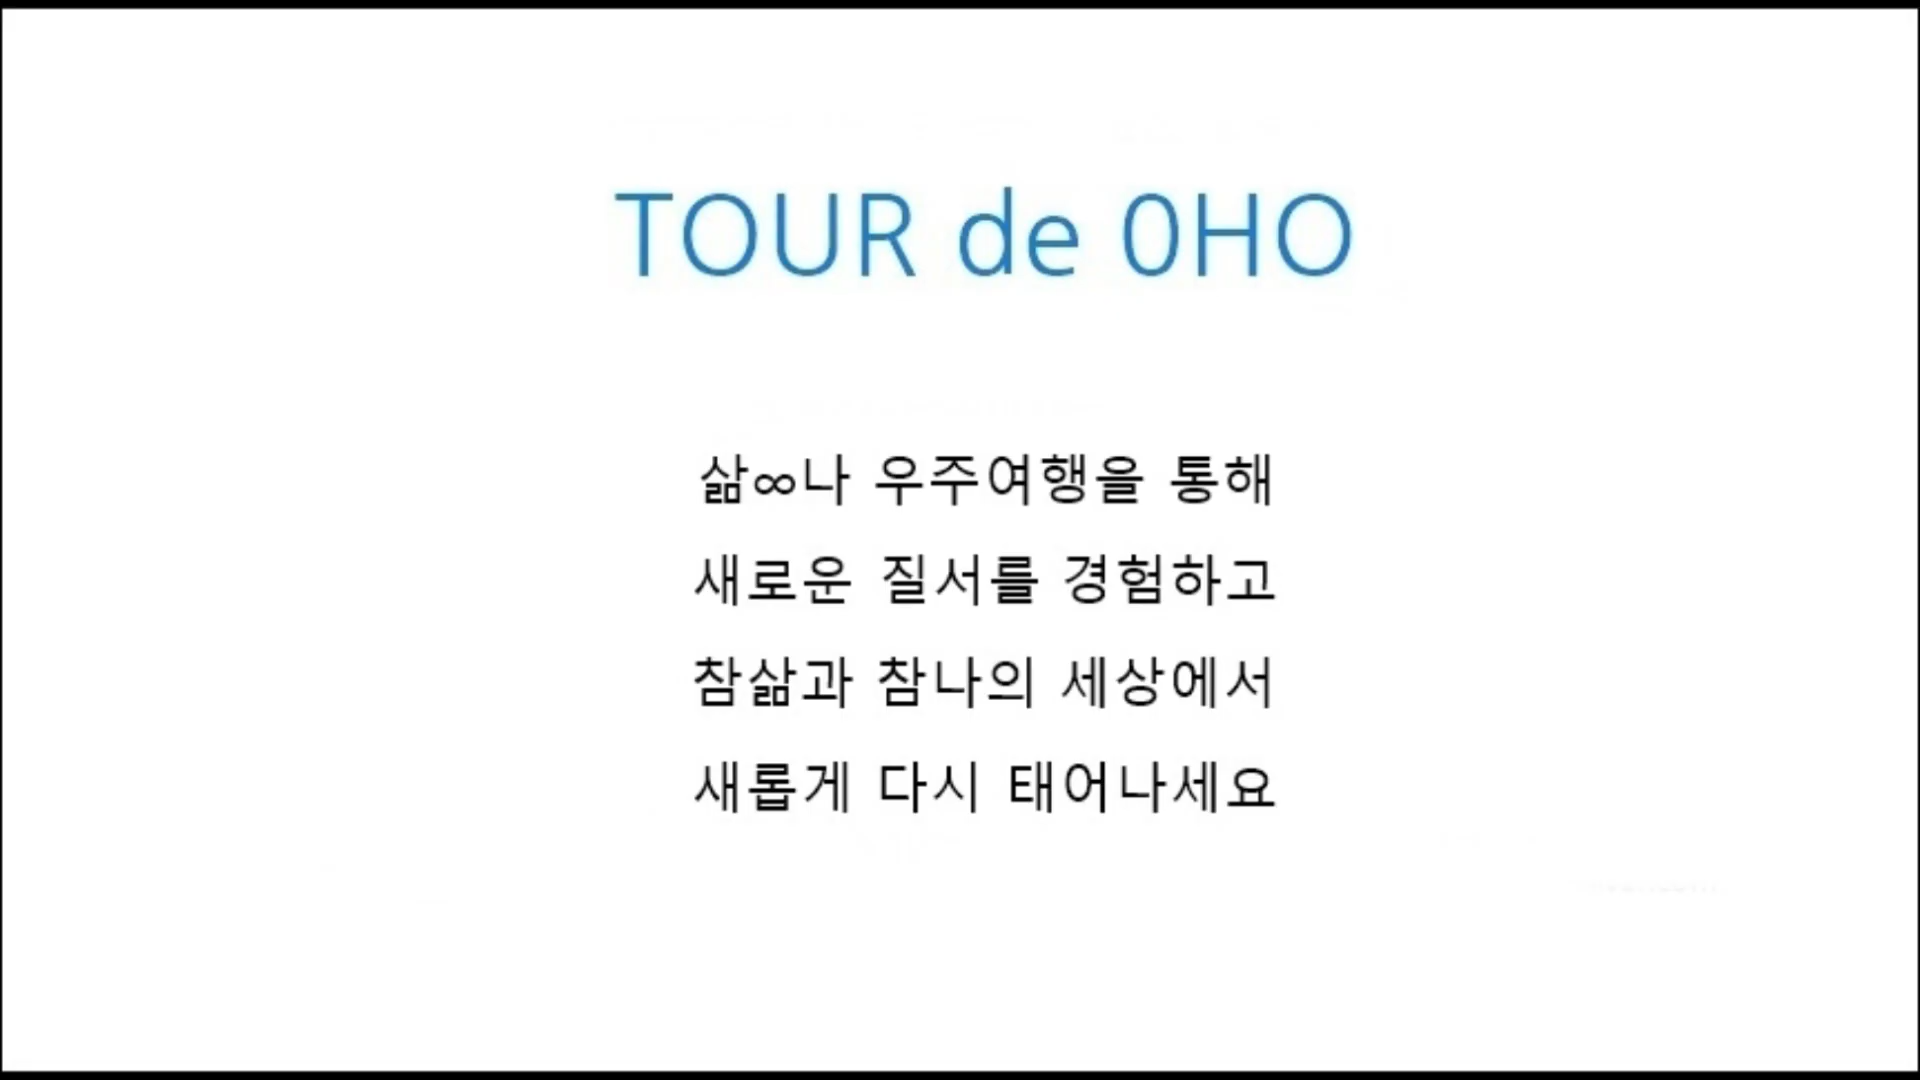 TOUR de 0HO
삶∞나 우주여행을 통해
새로운 질서를 경험하고
참삶과 참나의 세상에서
새롭게 다시 태어나세요